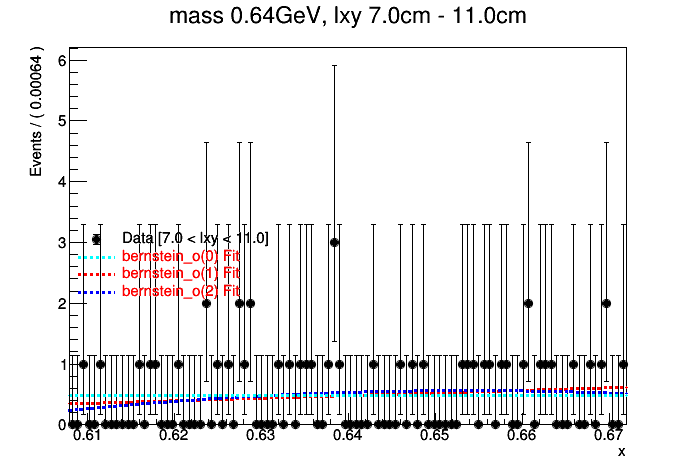 mass 0.64GeV, lxy 7.0cm - 11.0cm
Events / ( 0.00064 )
6
5
4
3
2
1
0
Data [7.0 < lxy < 11.0]
bernstein_o(0) Fit
bernstein_o(1) Fit
bernstein_o(2) Fit
0.61 0.62 0.63 0.64 0.65 0.66 0.67
x